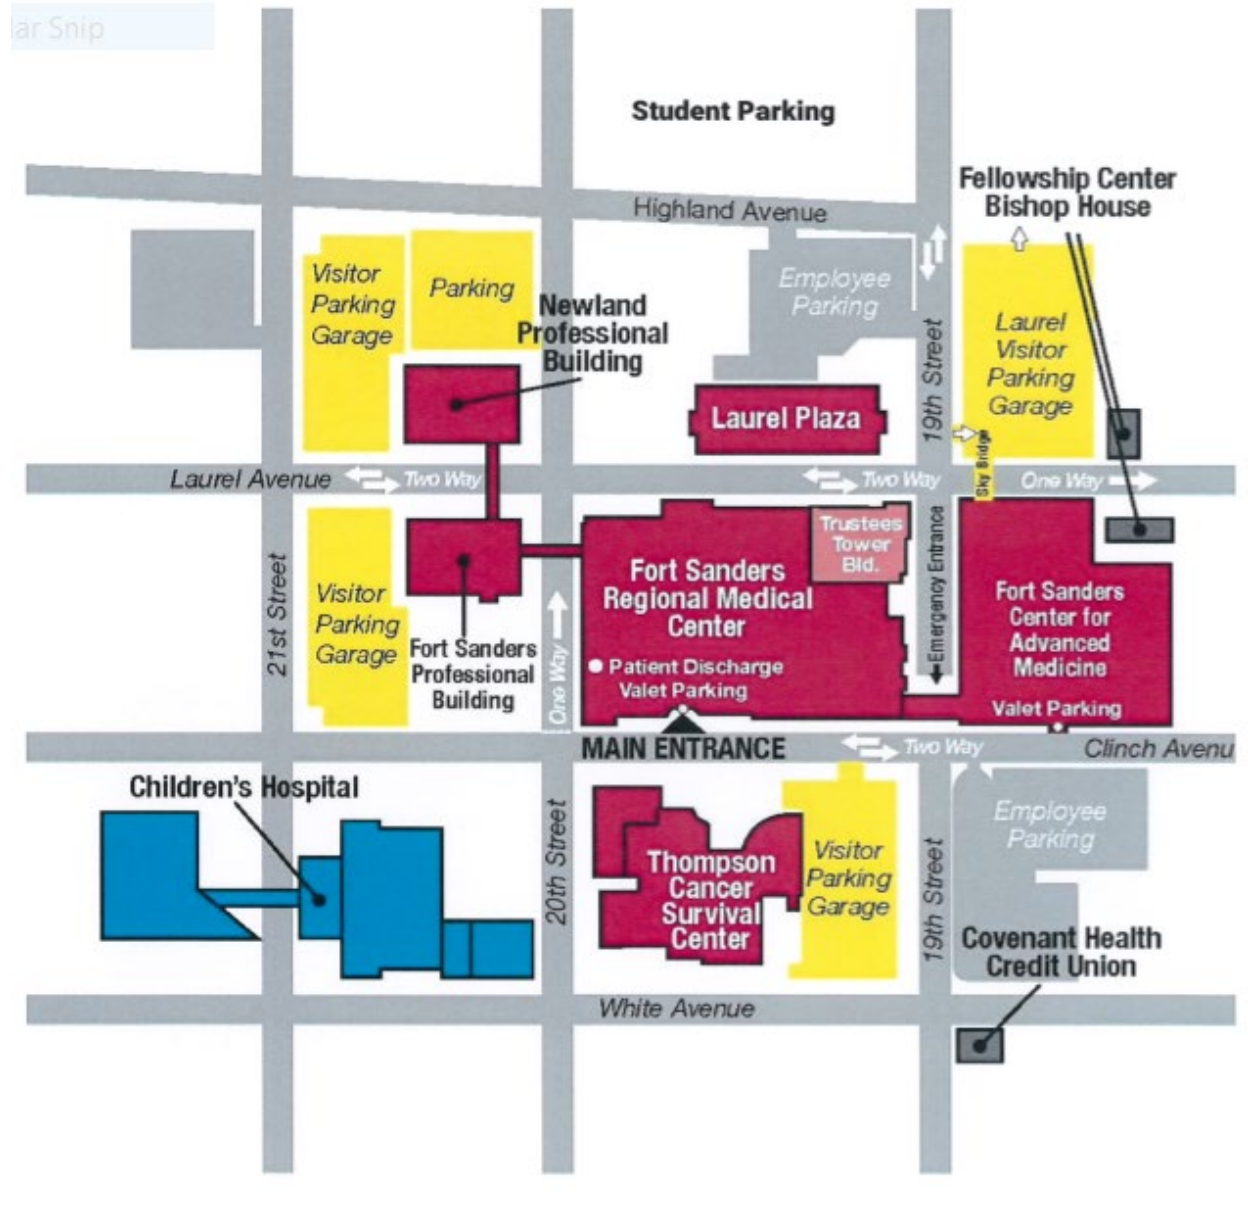 ar Snip
Student Parking
Fellowship Center
Bishop House
Highland Avenue
Visitor
Parking
Garage
Parking
Newland
Professional
Building
Employee
Parking
19th Street
Laurel
Visitor
Parking
Garage
Laurel Plaza
Sky Bridge
Laurel Avenue
Two Way
Two Way
One Way
21st Street
Visitor
Parking
Garage
Fort Sanders
Professional
Building
One Way
Fort Sanders
Regional Medical
Center
Patient Discharge
Valet Parking
Trustees
Tower
Bld.
Emergency Entrance
Fort Sanders
Center for
Advanced
Medicine
Valet Parking
MAIN ENTRANCE
Two Way
Clinch Avenu
Children's Hospital
20th Street
Thompson
Cancer
Survival
Center
Visitor
Parking
Garage
19th Street
Employee
Parking
Covenant Health
Credit Union
White Avenue